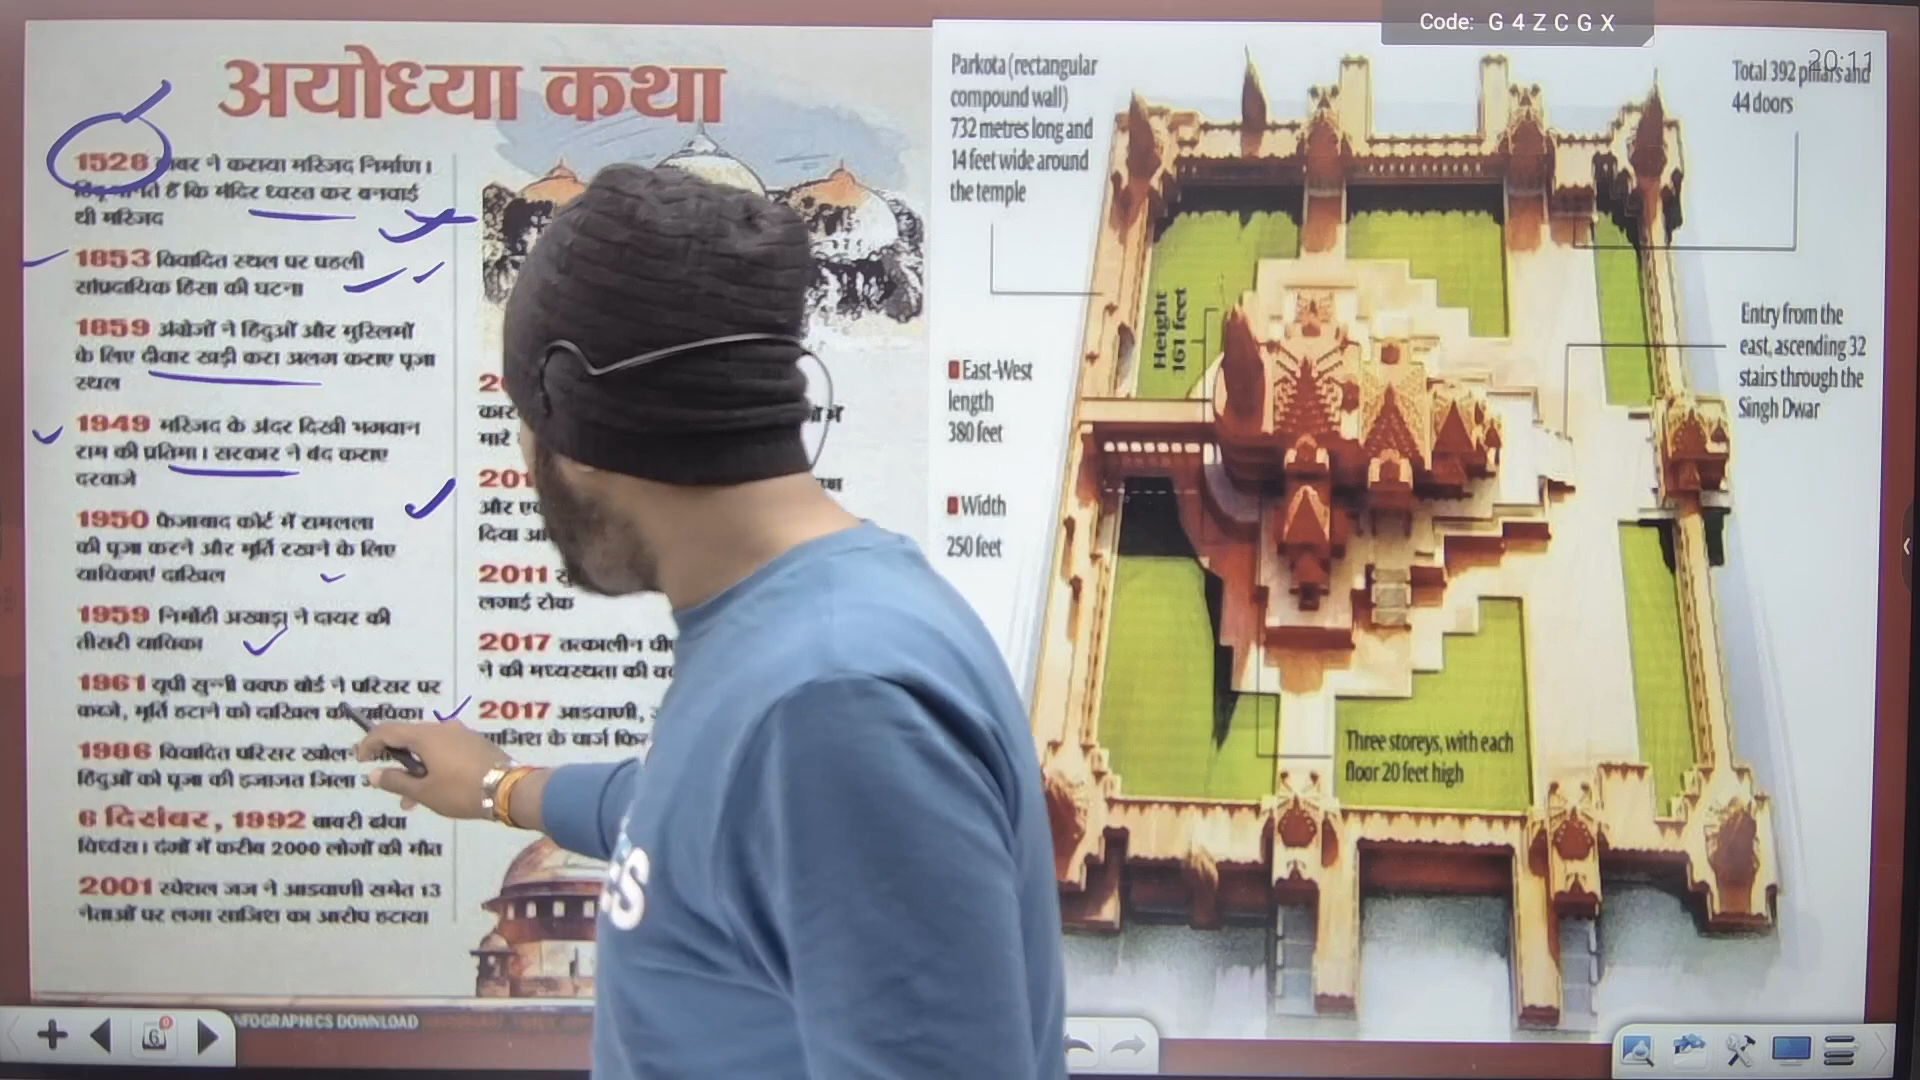 Code: G 4 Z C G X
20:11
अयोध्या कथा
1528 ने कराया मस्जिद निर्माण।
हैं कि मंदिर ध्वस्त कर बनवाई
थी मस्जिद
1853 विवादित स्थल पर पहली
सांप्रदायिक हिंसा की घटना
1859 अंग्रेजों ने हिंदुओं और मुस्लिमों
के लिए दीवार खड़ी करा अलग कराए पूजा
स्थल
1949 मस्जिद के अंदर दिखी भगवान
राम की प्रतिमा। सरकार ने बंद कराए
दरवाजे
1950 फैजाबाद कोर्ट में रामलला
की पूजा करने और मूर्ति रखने के लिए
याचिकाएं दाखिल
1959 निर्मोही अखाड़ा ने दायर की
तीसरी याचिका
1961 यूपी सुन्नी वक्फ बोर्ड ने परिसर पर
कब्जे, मूर्ति हटाने को दाखिल की याचिका
1986 विवादित परिसर
हिंदुओं को पूजा की इजाजत जिला
6 दिसंबर, 1992 बाबरी ढांचा
विध्वंस। दंगों में करीब 2000 लोगों की मौत
2001 स्पेशल जज ने आडवाणी समेत 13
नेताओं पर लगा साजिश का आरोप हटाया
मारे
और
दिया
2011
लगाई रोक
2017 तत्कालीन
ने की मध्यस्थता की
2017 आडवाणी,
साजिश के चार्ज फिर
Parkota (rectangular
compound wall)
732 metres long and
14 feet wide around
the temple
Total 392 pillars and
44 doors
Height
161 feet
East-West
length
380 feet
Width
250 feet
Entry from the
east, ascending 32
stairs through the
Singh Dwar
Three storeys, with each
floor 20 feet high
DOWNLOAD
6